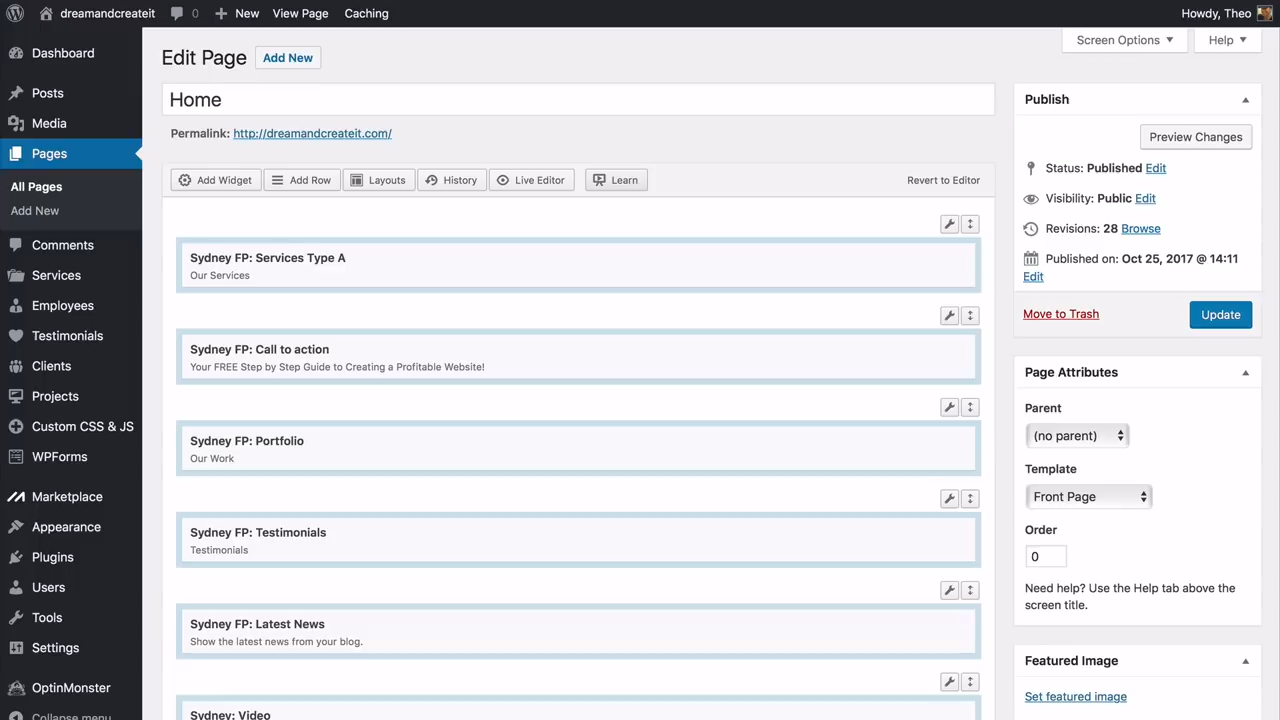 dreamandcreateit
0
New
View Page
Caching
Howdy, Theo
Dashboard
Posts
Media
Pages
All Pages
Add New
Comments
Services
Employees
Testimonials
Clients
Projects
Custom CSS & JS
WPForms
Marketplace
Appearance
Plugins
Users
Tools
Settings
OptinMonster
Collapse menu
Screen Options
Help
Edit Page
Add New
Home
Permalink: http://dreamandcreateit.com/
Add Widget
Add Row
Layouts
History
Live Editor
Learn
Revert to Editor
Sydney FP: Services Type A
Our Services
Sydney FP: Call to action
Your FREE Step by Step Guide to Creating a Profitable Website!
Sydney FP: Portfolio
Our Work
Sydney FP: Testimonials
Testimonials
Sydney FP: Latest News
Show the latest news from your blog.
Sydney: Video
Publish
Preview Changes
Status: Published Edit
Visibility: Public Edit
Revisions: 28 Browse
Published on: Oct 25, 2017 @ 14:11
Edit
Move to Trash
Update
Page Attributes
Parent
(no parent)
Template
Front Page
Order
0
Need help? Use the Help tab above the
screen title.
Featured Image
Set featured image